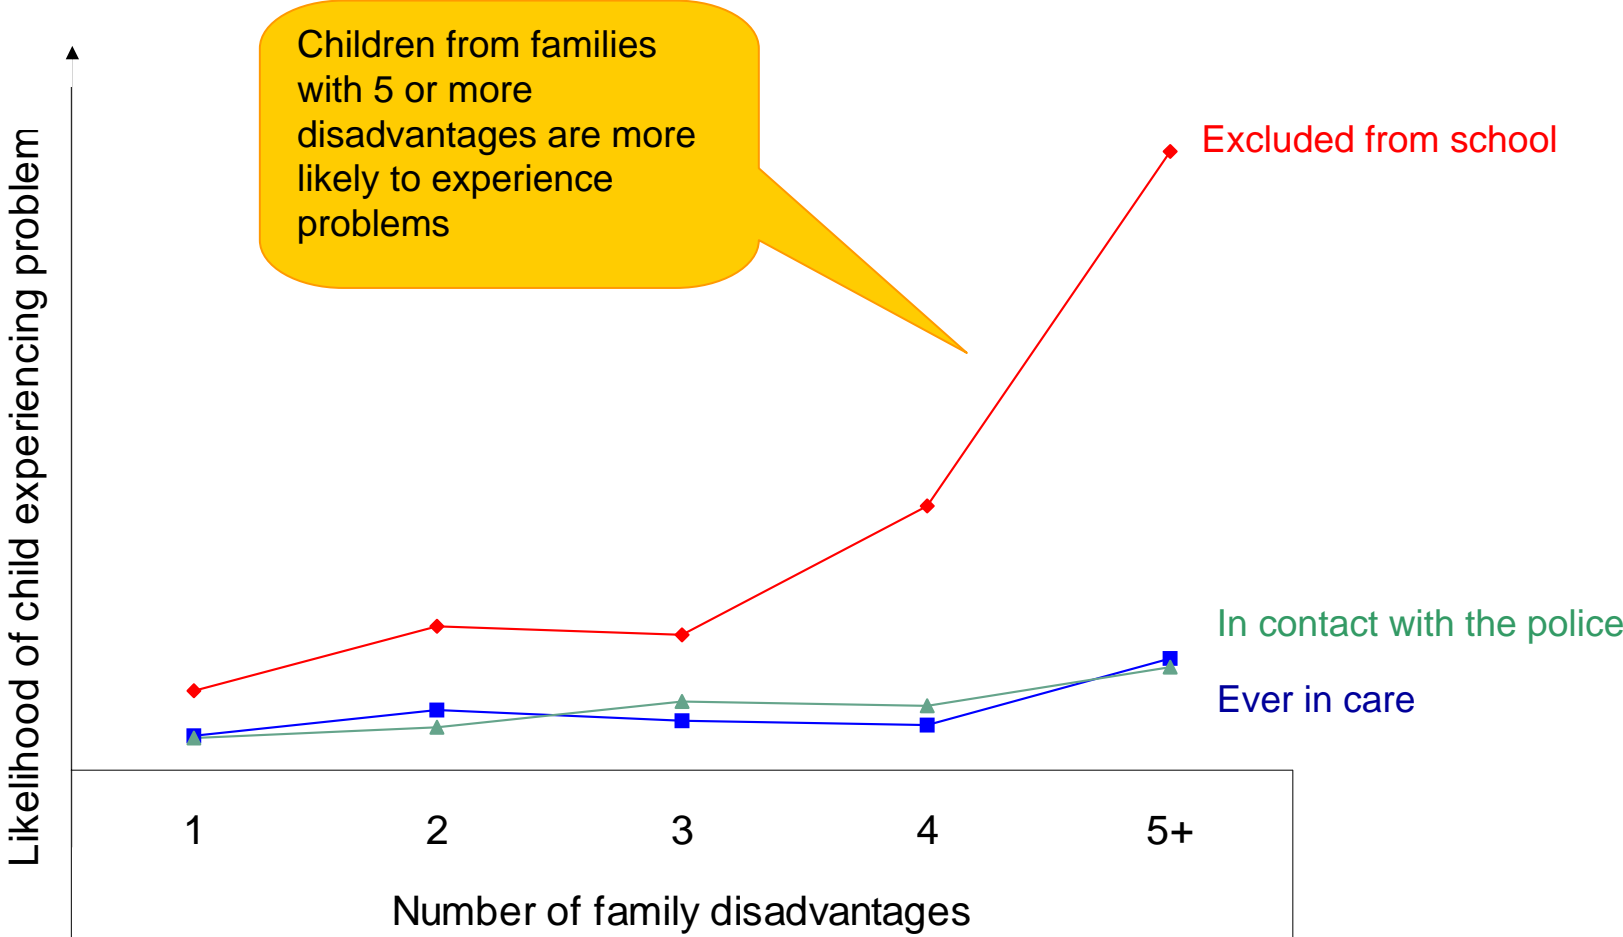 Children from families
with 5 or more
disadvantages are more
likely to experience
problems
Likelihood of child experiencing problem
Excluded from school
In contact with the police
Ever in care
1 2 3 4 5+
Number of family disadvantages